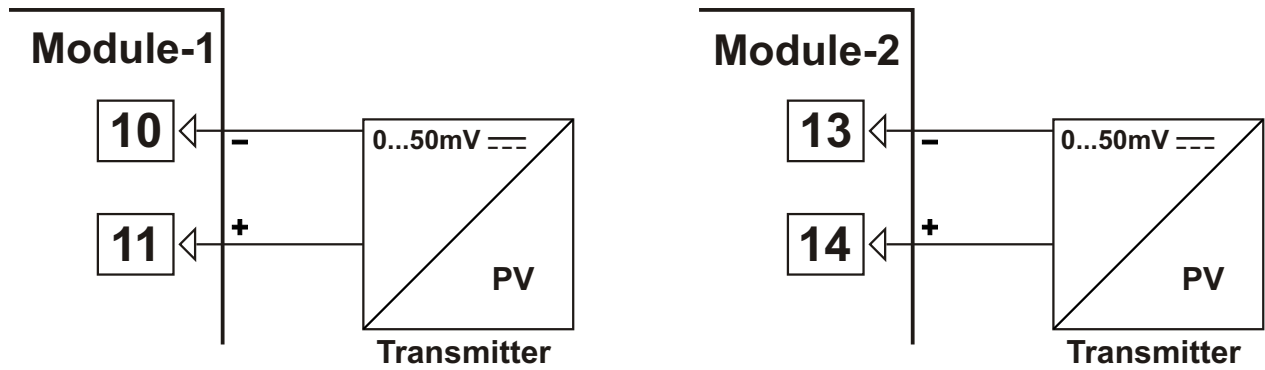 Module-1
10
-
0...50mV
11
+
PV
Transmitter
Module-2
13
-
0...50mV
14
+
PV
Transmitter